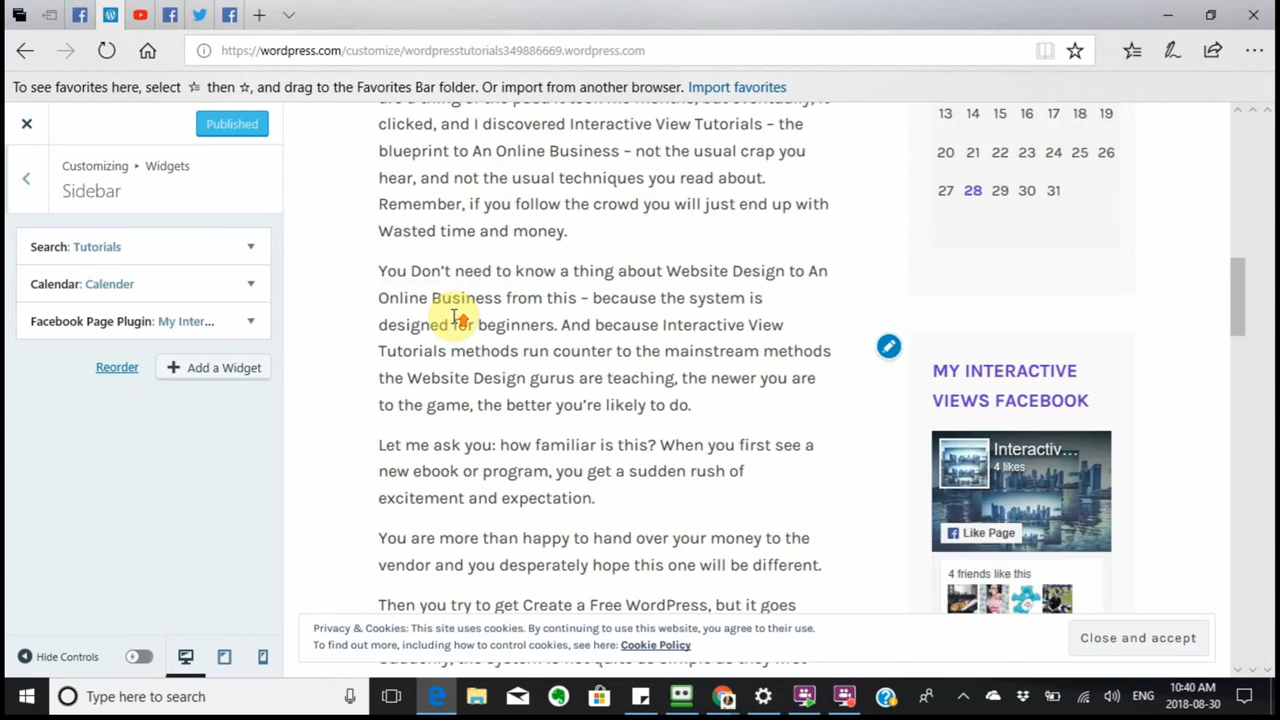 https://wordpress.com/customize/wordpresstutorials349886669.wordpress.com
To see favorites here, select then ☆, and drag to the Favorites Bar folder. Or import from another browser. Import favorites
Published
Customizing ▸ Widgets
Sidebar
Search: Tutorials
Calendar: Calender
Facebook Page Plugin: My Inter...
Reorder
Add a Widget
Hide Controls
clicked, and I discovered Interactive View Tutorials – the
blueprint to An Online Business – not the usual crap you
hear, and not the usual techniques you read about.
Remember, if you follow the crowd you will just end up with
Wasted time and money.
You Don't need to know a thing about Website Design to An
Online Business from this – because the system is
designed for beginners. And because Interactive View
Tutorials methods run counter to the mainstream methods
the Website Design gurus are teaching, the newer you are
to the game, the better you're likely to do.
Let me ask you: how familiar is this? When you first see a
new ebook or program, you get a sudden rush of
excitement and expectation.
You are more than happy to hand over your money to the
vendor and you desperately hope this one will be different.
Then you try to get Create a Free WordPress, but it goes
13 14 15 16 17 18 19
20 21 22 23 24 25 26
27 28 29 30 31
MY INTERACTIVE
VIEWS FACEBOOK
Interactiv...
4 likes
Like Page
4 friends like this
Privacy & Cookies: This site uses cookies. By continuing to use this website, you agree to their use.
To find out more, including how to control cookies, see here: Cookie Policy
Close and accept
Type here to search
ENG
10:40 AM
2018-08-30